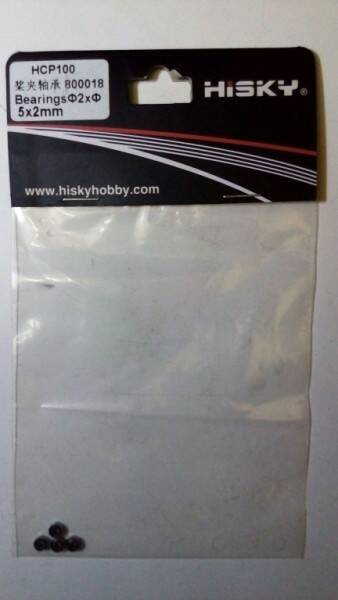 HCP100
桨夹轴承 800018
BearingsΦ2xΦ
5x2mm
HiSKY
www.hiskyhobby.com